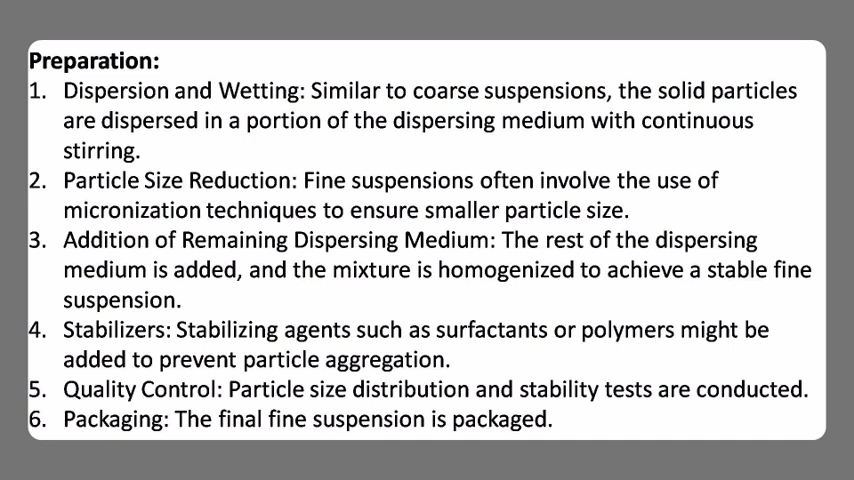 Preparation:
1. Dispersion and Wetting: Similar to coarse suspensions, the solid particles
are dispersed in a portion of the dispersing medium with continuous
stirring.
2. Particle Size Reduction: Fine suspensions often involve the use of
micronization techniques to ensure smaller particle size.
3. Addition of Remaining Dispersing Medium: The rest of the dispersing
medium is added, and the mixture is homogenized to achieve a stable fine
suspension.
4. Stabilizers: Stabilizing agents such as surfactants or polymers might be
added to prevent particle aggregation.
5. Quality Control: Particle size distribution and stability tests are conducted.
6. Packaging: The final fine suspension is packaged.